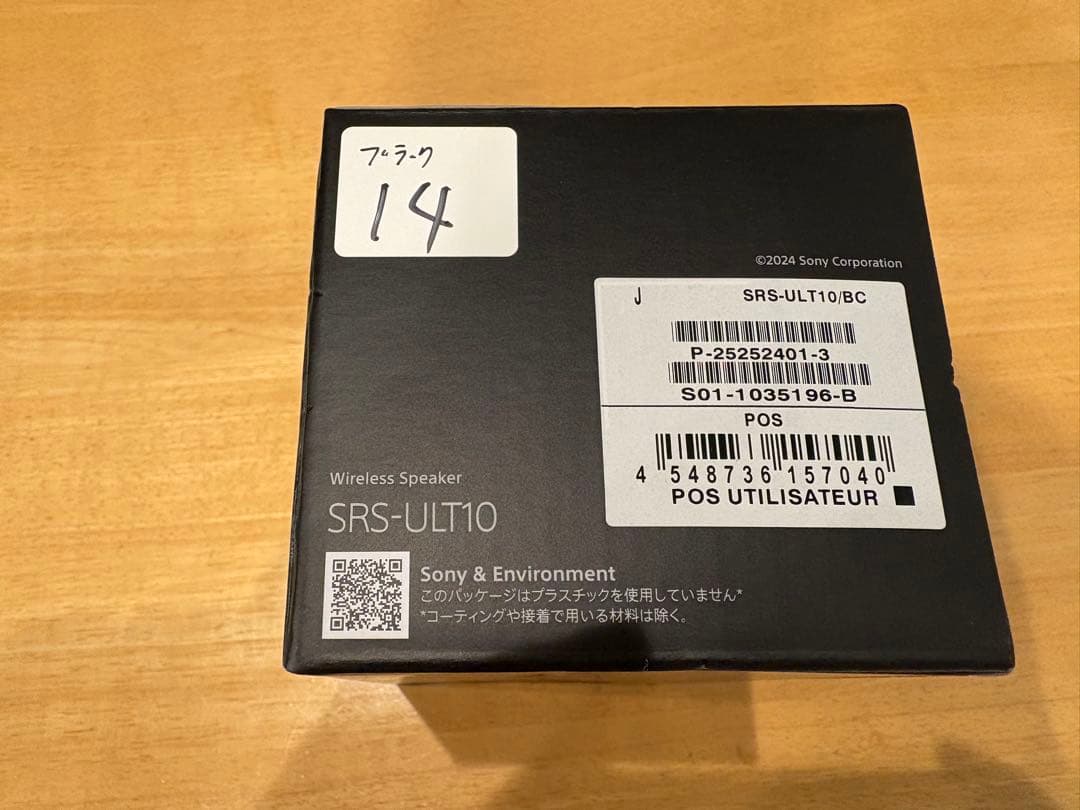 ブラック
14
©2024 Sony Corporation
J SRS-ULT10/BC
P-25252401-3
S01-1035196-B
POS
4 548736 157040
POS UTILISATEUR
Wireless Speaker
SRS-ULT10
Sony & Environment
このパッケージはプラスチックを使用していません*
*コーティングや接着で用いる材料は除く。